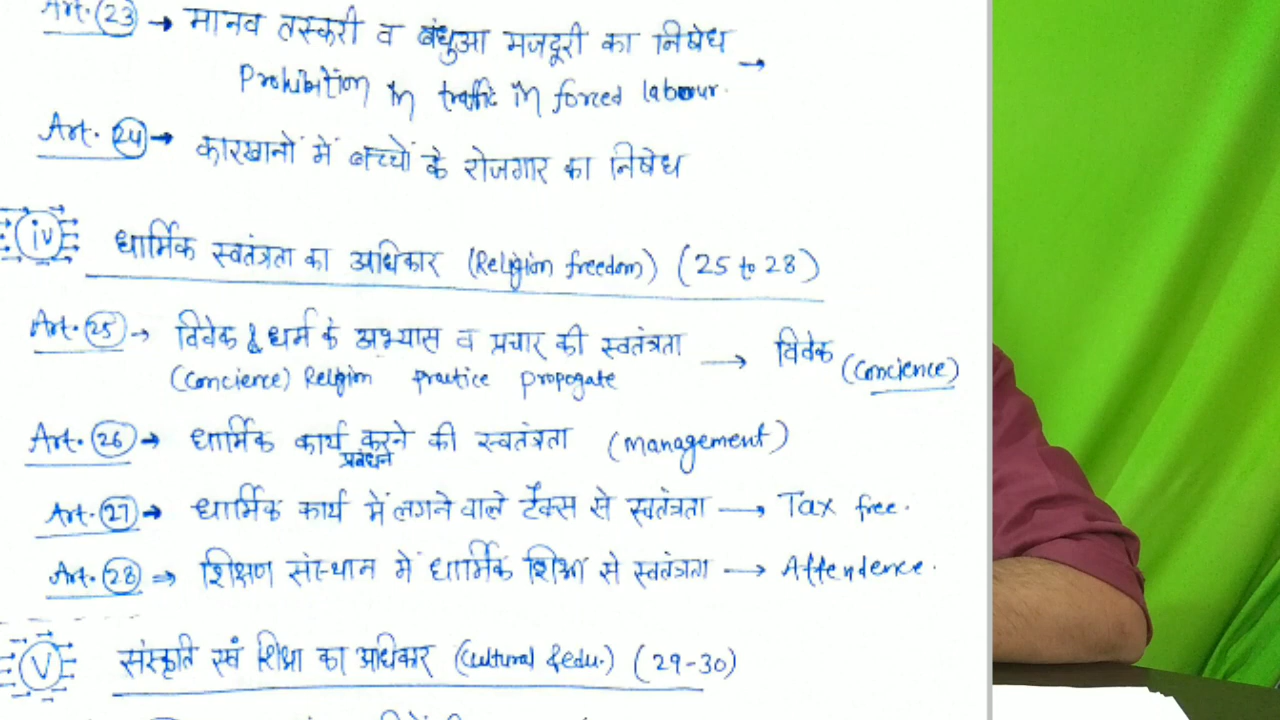 Art. (23) → मानव तस्करी व बंधुआ मजदूरी का निषेध →
Prohibition in traffic in forced labour.
Art. (24) → कारखानों में बच्चों के रोजगार का निषेध
(iv) धार्मिक स्वतंत्रता का अधिकार (Religion freedom) (25 to 28)
Art. (25) → विवेक & धर्म के अभ्यास व प्रचार की स्वतंत्रता → विवेक (Concience)
(Concience) Religion practice propogate
Art. (26) → धार्मिक कार्य करने की स्वतंत्रता (management)
प्रबंधन
Art. (27) → धार्मिक कार्य में लगने वाले टैक्स से स्वतंत्रता → Tax free.
Art. (28) ⇒ शिक्षण संस्थान में धार्मिक शिक्षा से स्वतंत्रता → Attendence.
(V) संस्कृति एवं शिक्षा का अधिकार (Cultural & edu.) (29-30)